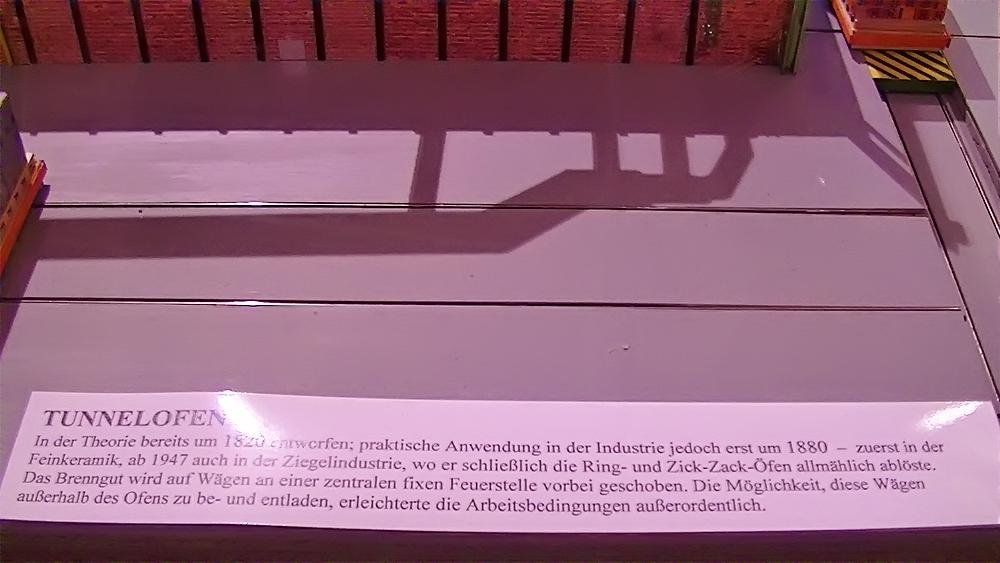 TUNNELOFEN
In der Theorie bereits um 1820 entworfen; praktische Anwendung in der Industrie jedoch erst um 1880 – zuerst in der
Feinkeramik, ab 1947 auch in der Ziegelindustrie, wo er schließlich die Ring- und Zick-Zack-Öfen allmählich ablöste.
Das Brenngut wird auf Wägen an einer zentralen fixen Feuerstelle vorbei geschoben. Die Möglichkeit, diese Wägen
außerhalb des Ofens zu be- und entladen, erleichterte die Arbeitsbedingungen außerordentlich.